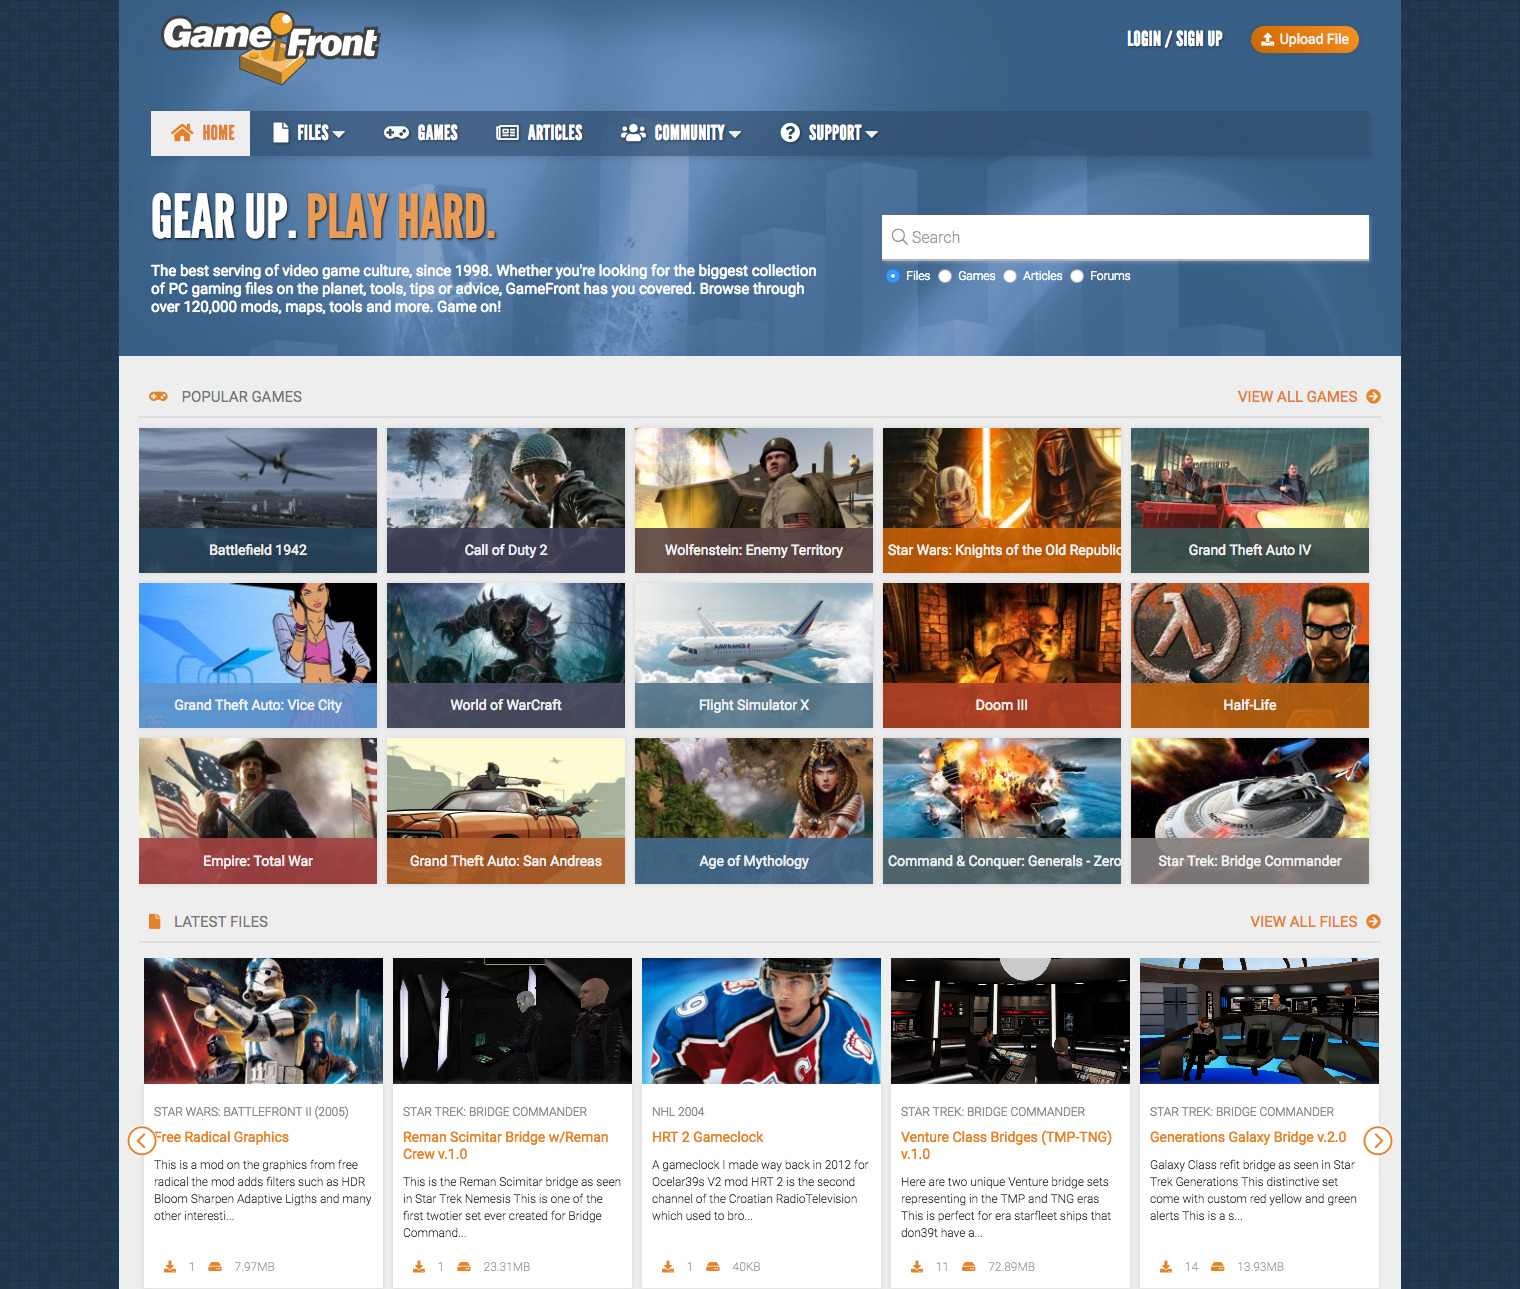 GameFront
LOGIN / SIGN UP
Upload File
HOME
FILES
GAMES
ARTICLES
COMMUNITY
SUPPORT
GEAR UP. PLAY HARD.
The best serving of video game culture, since 1998. Whether you're looking for the biggest collection
of PC gaming files on the planet, tools, tips or advice, GameFront has you covered. Browse through
over 120,000 mods, maps, tools and more. Game on!
Search
Files
Games
Articles
Forums
POPULAR GAMES
VIEW ALL GAMES
Battlefield 1942
Call of Duty 2
Wolfenstein: Enemy Territory
Star Wars: Knights of the Old Republic
Grand Theft Auto IV
AIRFRANCE
Grand Theft Auto: Vice City
World of WarCraft
Flight Simulator X
Doom III
Half-Life
NCC-73811
Empire: Total War
Grand Theft Auto: San Andreas
Age of Mythology
Command & Conquer: Generals - Zero
Star Trek: Bridge Commander
LATEST FILES
VIEW ALL FILES
STAR WARS: BATTLEFRONT II (2005)
Free Radical Graphics
This is a mod on the graphics from free
radical the mod adds filters such as HDR
Bloom Sharpen Adaptive Ligths and many
other interesti...
1
7.97MB
STAR TREK: BRIDGE COMMANDER
Reman Scimitar Bridge w/Reman
Crew v.1.0
This is the Reman Scimitar bridge as seen
in Star Trek Nemesis This is one of the
first twotier set ever created for Bridge
Command...
1
23.31MB
NHL 2004
HRT 2 Gameclock
A gameclock I made way back in 2012 for
Ocelar39s V2 mod HRT 2 is the second
channel of the Croatian RadioTelevision
which used to bro...
1
40KB
STAR TREK: BRIDGE COMMANDER
Venture Class Bridges (TMP-TNG)
v.1.0
Here are two unique Venture bridge sets
representing in the TMP and TNG eras
This is perfect for era starfleet ships that
don39t have a...
11
72.89MB
STAR TREK: BRIDGE COMMANDER
Generations Galaxy Bridge v.2.0
Galaxy Class refit bridge as seen in Star
Trek Generations This distinctive set
come with custom red yellow and green
alerts This is a s...
14
13.93MB